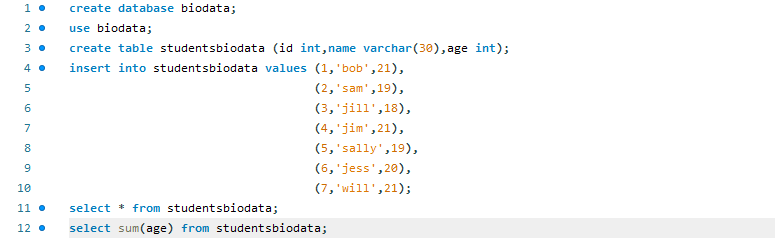 1 create database biodata;
2 use biodata;
3 create table studentsbiodata (id int,name varchar(30),age int);
4 insert into studentsbiodata values (1,'bob',21),
5 (2,'sam',19),
6 (3,'jill',18),
7 (4,'jim',21),
8 (5,'sally',19),
9 (6,'jess',20),
10 (7,'will',21);
11 select * from studentsbiodata;
12 select sum(age) from studentsbiodata;